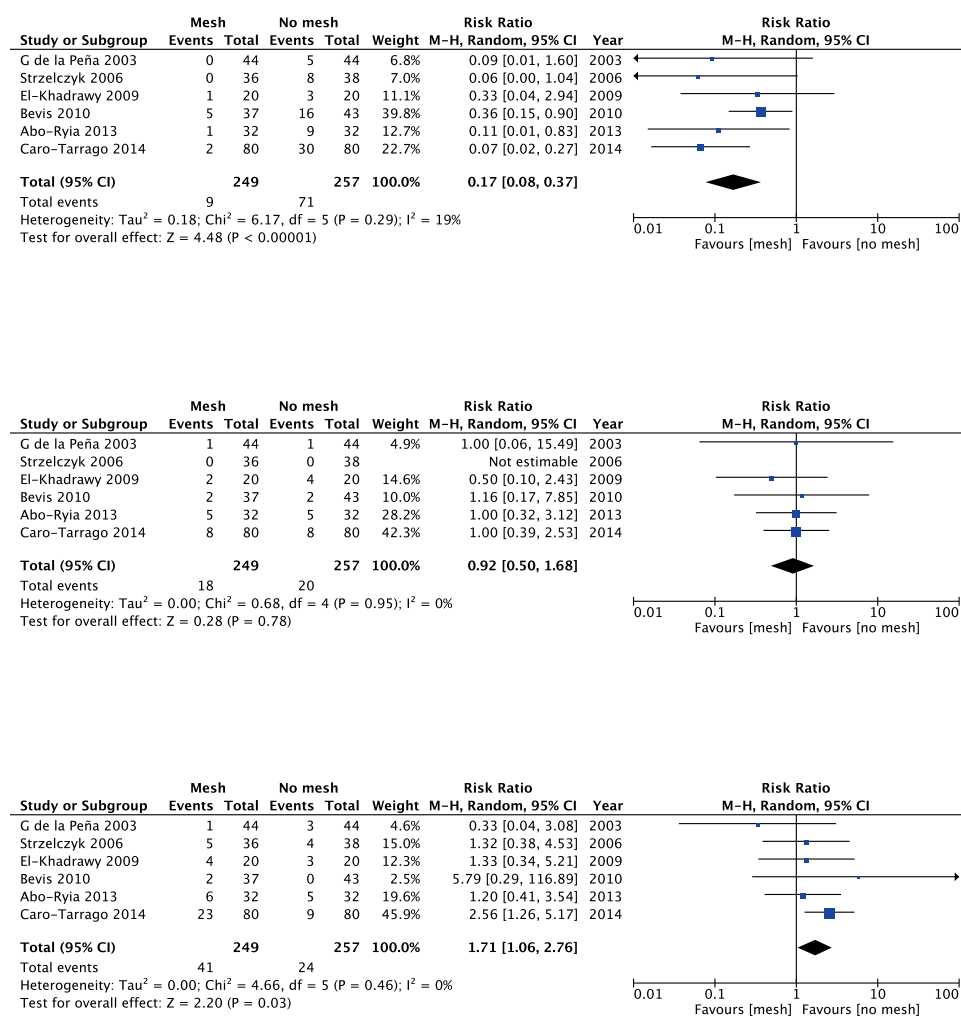 Mesh No mesh Risk Ratio Risk Ratio
Study or Subgroup Events Total Events Total Weight M-H, Random, 95% CI Year M-H, Random, 95% CI
G de la Peña 2003 0 44 5 44 6.8% 0.09 [0.01, 1.60] 2003
Strzelczyk 2006 0 36 8 38 7.0% 0.06 [0.00, 1.04] 2006
El-Khadrawy 2009 1 20 3 20 11.1% 0.33 [0.04, 2.94] 2009
Bevis 2010 5 37 16 43 39.8% 0.36 [0.15, 0.90] 2010
Abo-Ryia 2013 1 32 9 32 12.7% 0.11 [0.01, 0.83] 2013
Caro-Tarrago 2014 2 80 30 80 22.7% 0.07 [0.02, 0.27] 2014
Total (95% CI) 249 257 100.0% 0.17 [0.08, 0.37]
Total events 9 71
Heterogeneity: Tau² = 0.18; Chi² = 6.17, df = 5 (P = 0.29); I² = 19%
Test for overall effect: Z = 4.48 (P < 0.00001)
0.01 0.1 1 10 100
Favours [mesh] Favours [no mesh]
Mesh No mesh Risk Ratio Risk Ratio
Study or Subgroup Events Total Events Total Weight M-H, Random, 95% CI Year M-H, Random, 95% CI
G de la Peña 2003 1 44 1 44 4.9% 1.00 [0.06, 15.49] 2003
Strzelczyk 2006 0 36 0 38 Not estimable 2006
El-Khadrawy 2009 2 20 4 20 14.6% 0.50 [0.10, 2.43] 2009
Bevis 2010 2 37 2 43 10.0% 1.16 [0.17, 7.85] 2010
Abo-Ryia 2013 5 32 5 32 28.2% 1.00 [0.32, 3.12] 2013
Caro-Tarrago 2014 8 80 8 80 42.3% 1.00 [0.39, 2.53] 2014
Total (95% CI) 249 257 100.0% 0.92 [0.50, 1.68]
Total events 18 20
Heterogeneity: Tau² = 0.00; Chi² = 0.68, df = 4 (P = 0.95); I² = 0%
Test for overall effect: Z = 0.28 (P = 0.78)
0.01 0.1 1 10 100
Favours [mesh] Favours [no mesh]
Mesh No mesh Risk Ratio Risk Ratio
Study or Subgroup Events Total Events Total Weight M-H, Random, 95% CI Year M-H, Random, 95% CI
G de la Peña 2003 1 44 3 44 4.6% 0.33 [0.04, 3.08] 2003
Strzelczyk 2006 5 36 4 38 15.0% 1.32 [0.38, 4.53] 2006
El-Khadrawy 2009 4 20 3 20 12.3% 1.33 [0.34, 5.21] 2009
Bevis 2010 2 37 0 43 2.5% 5.79 [0.29, 116.89] 2010
Abo-Ryia 2013 6 32 5 32 19.6% 1.20 [0.41, 3.54] 2013
Caro-Tarrago 2014 23 80 9 80 45.9% 2.56 [1.26, 5.17] 2014
Total (95% CI) 249 257 100.0% 1.71 [1.06, 2.76]
Total events 41 24
Heterogeneity: Tau² = 0.00; Chi² = 4.66, df = 5 (P = 0.46); I² = 0%
Test for overall effect: Z = 2.20 (P = 0.03)
0.01 0.1 1 10 100
Favours [mesh] Favours [no mesh]